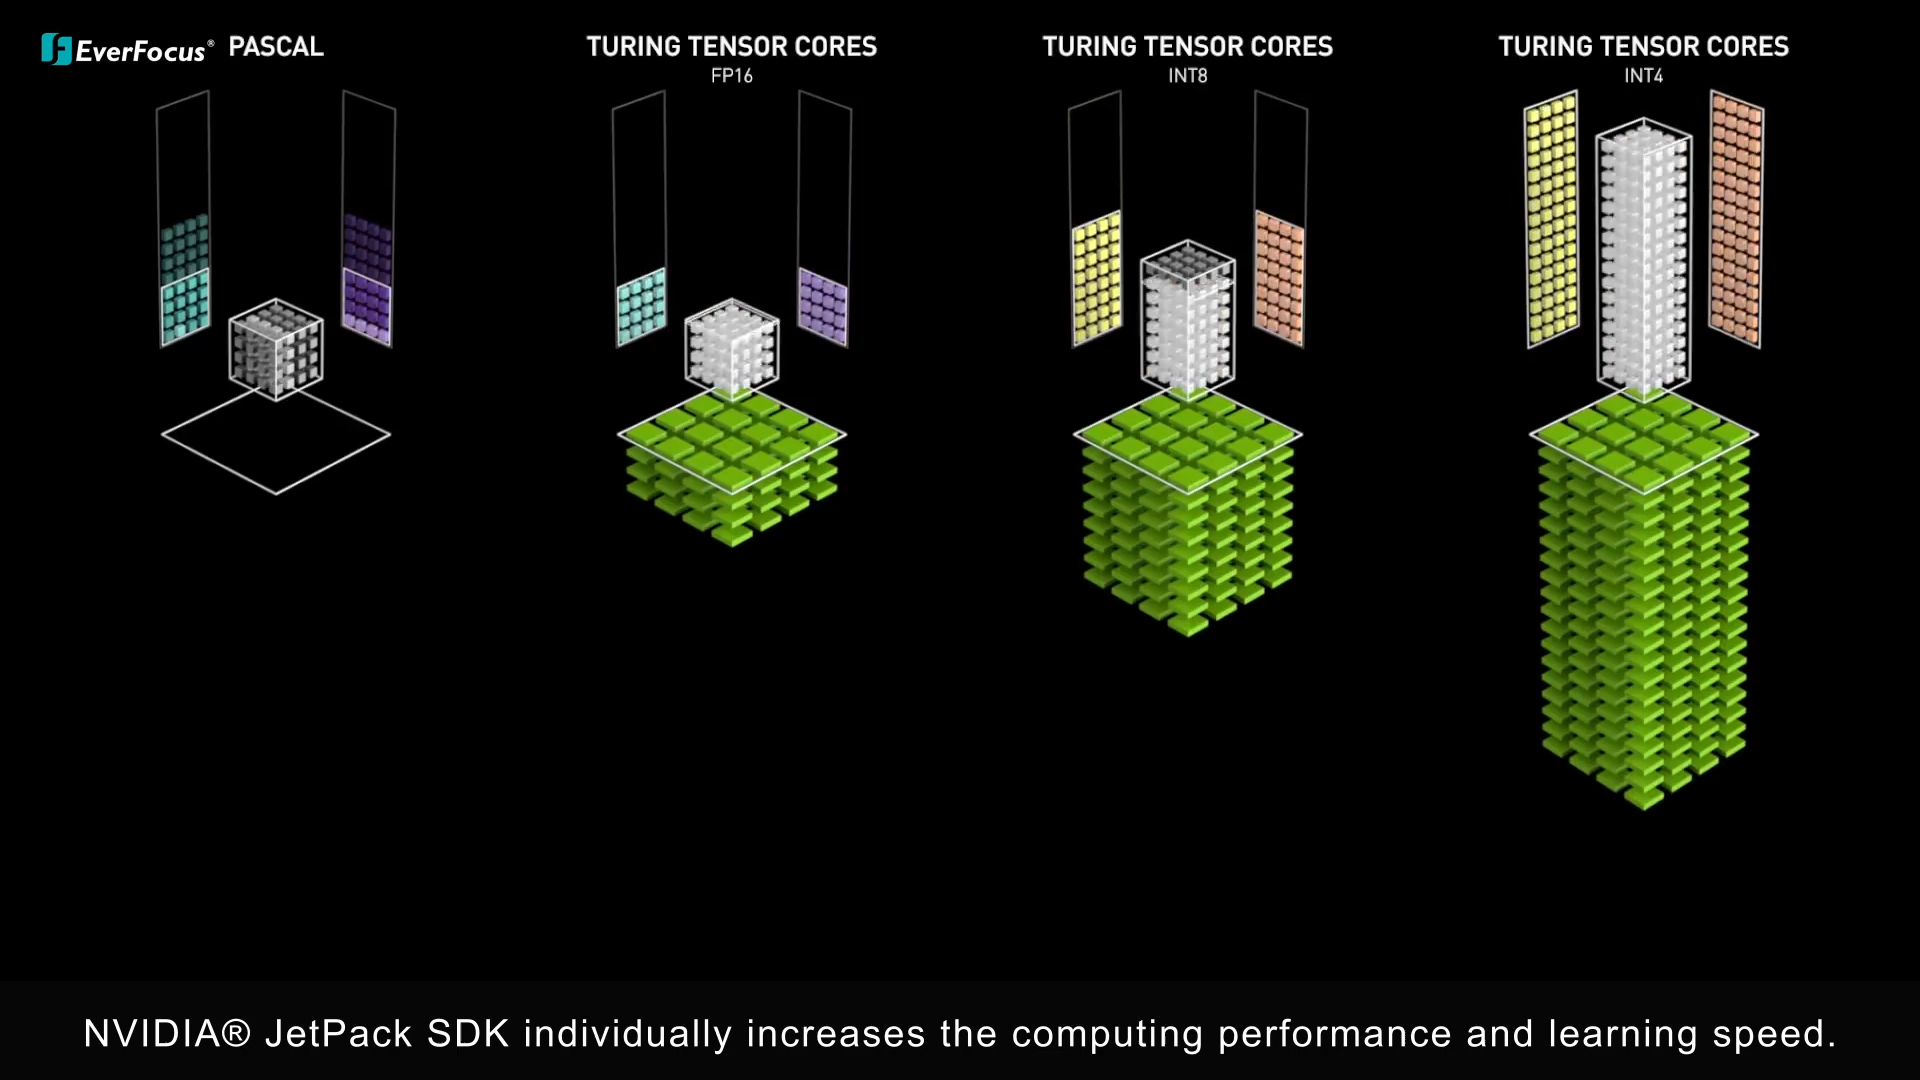 EverFocus® PASCAL
TURING TENSOR CORES
FP16
TURING TENSOR CORES
INT8
TURING TENSOR CORES
INT4
NVIDIA® JetPack SDK individually increases the computing performance and learning speed.